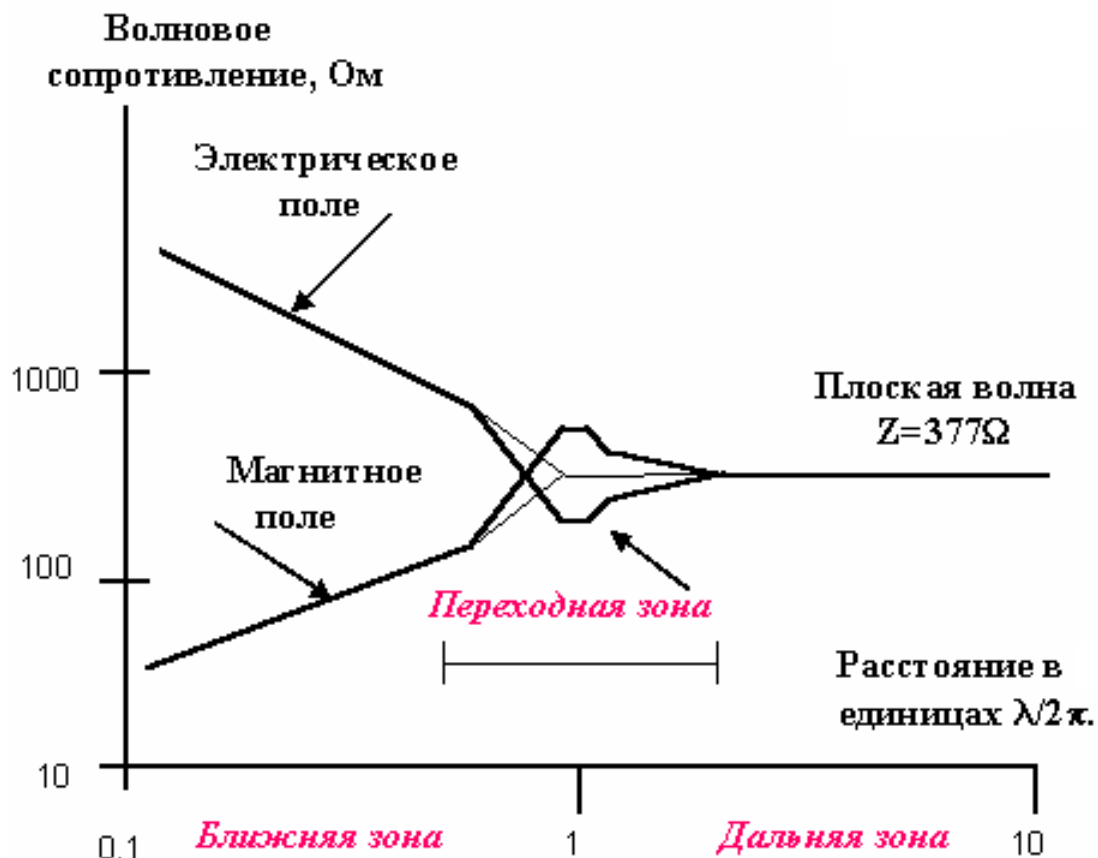 Волновое
сопротивление, Ом
Электрическое
поле
1000
Плоская волна
Z=377Ω
Магнитное
поле
100
Переходная зона
Расстояние в
единицах λ/2π.
10
0.1 Ближняя зона 1 Дальняя зона 10